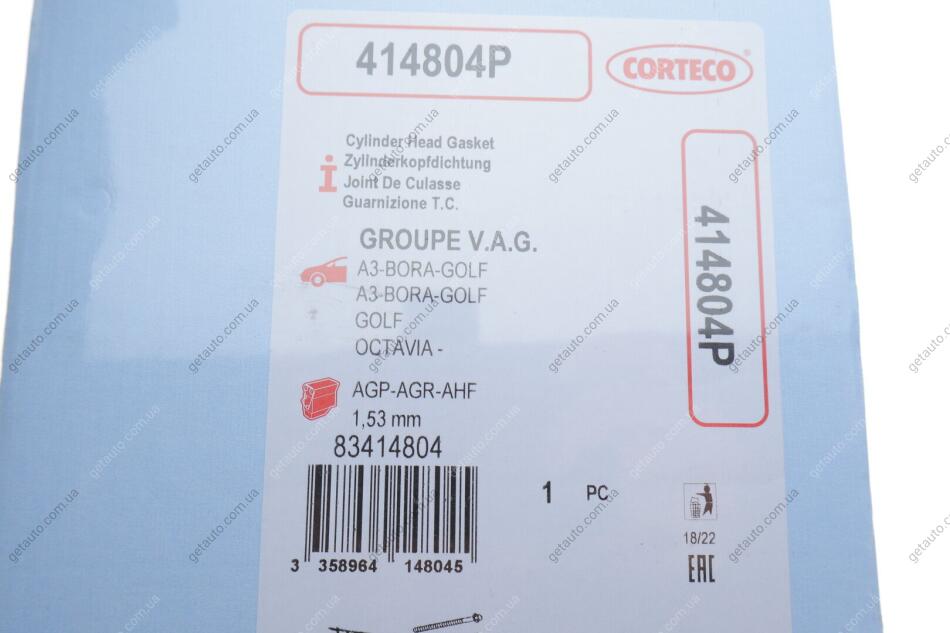 414804P
CORTECO®
Cylinder Head Gasket
Zylinderkopfdichtung
Joint De Culasse
Guarnizione T.C.
GROUPE V.A.G.
A3-BORA-GOLF
A3-BORA-GOLF
GOLF
OCTAVIA -
AGP-AGR-AHF
1,53 mm
83414804
3 358964 148045
1 PC
18/22
EAC
414804P
getauto.com.ua